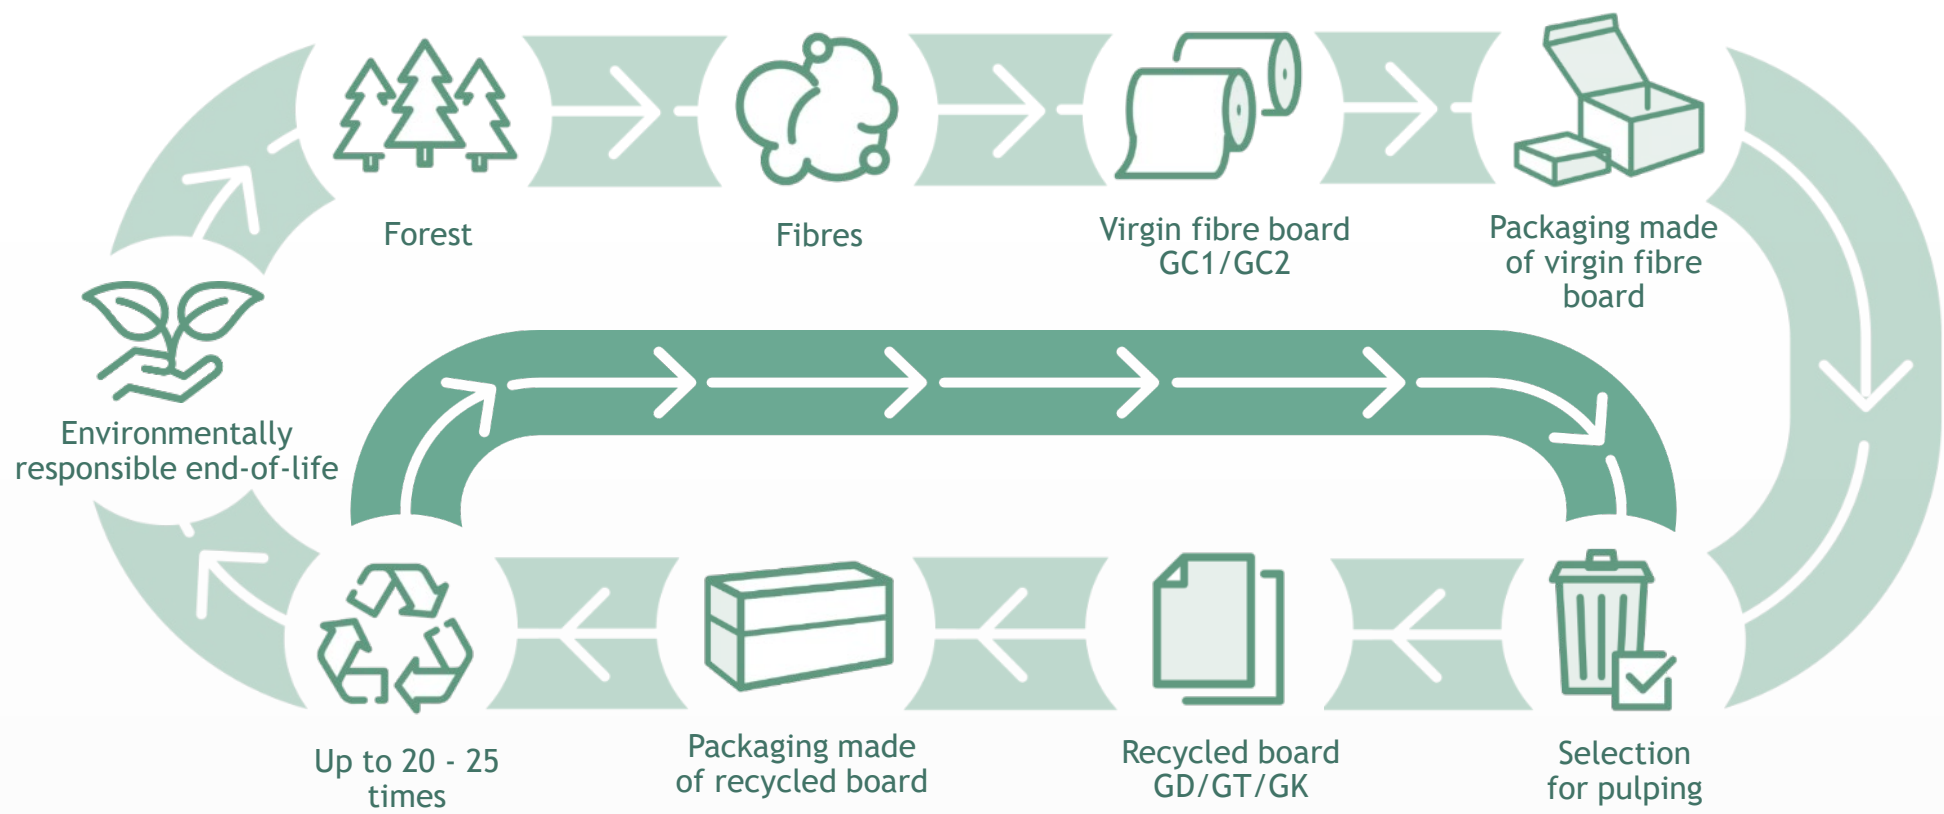 Forest
Fibres
Virgin fibre board
GC1/GC2
Packaging made
of virgin fibre
board
Environmentally
responsible end-of-life
Up to 20 - 25
times
Packaging made
of recycled board
Recycled board
GD/GT/GK
Selection
for pulping